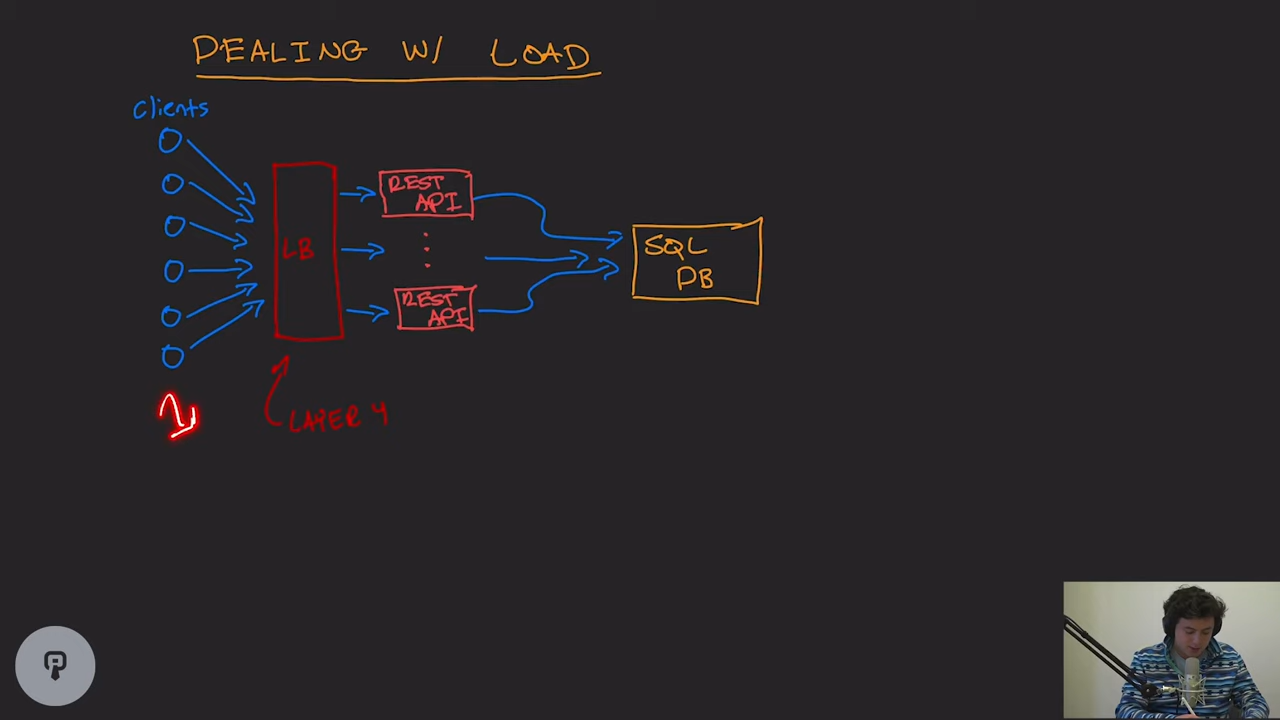 DEALING W/ LOAD
clients
REST
API
LB
SQL
DB
REST
API
LAYER 4